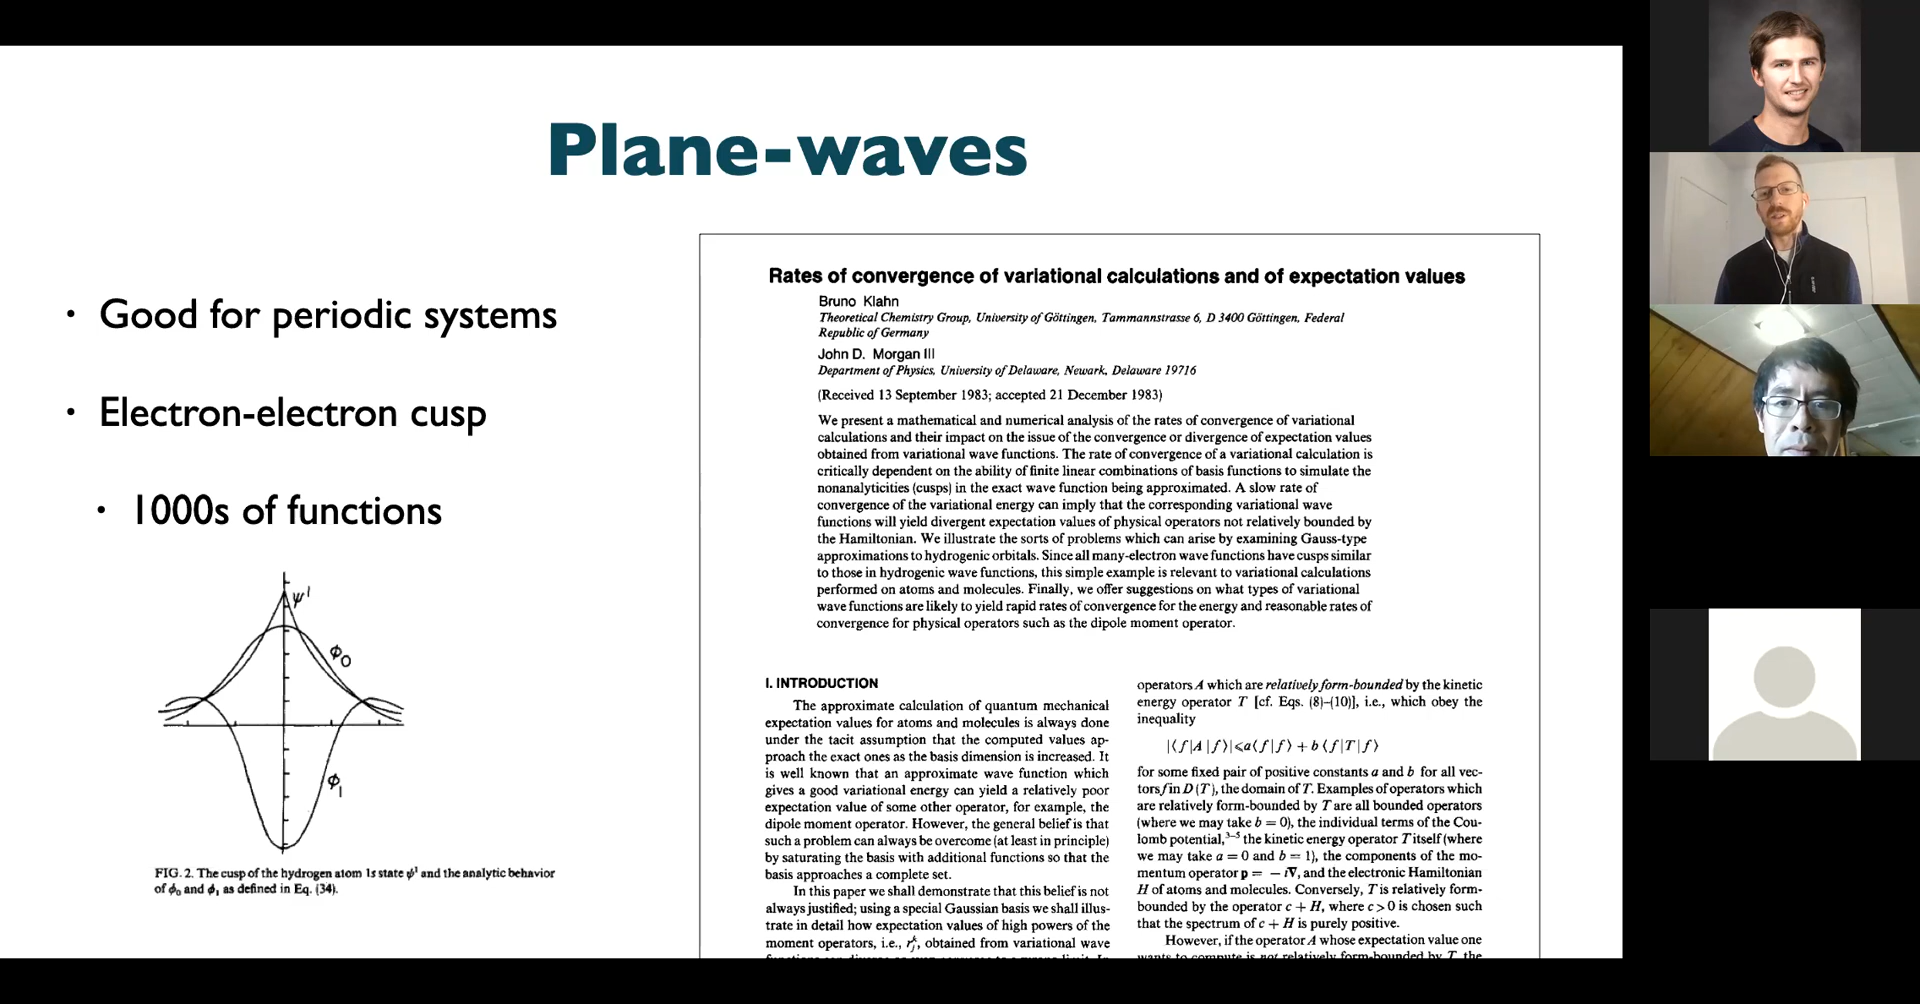 Plane-waves
• Good for periodic systems
• Electron-electron cusp
• 1000s of functions
ψ¹
ϕ0
ϕ1
FIG. 2. The cusp of the hydrogen atom 1s state ψ¹ and the analytic behavior
of ϕ₀ and ϕ₁ as defined in Eq. (34).
Rates of convergence of variational calculations and of expectation values
Bruno Klahn
Theoretical Chemistry Group, University of Göttingen, Tammannstrasse 6, D 3400 Göttingen, Federal
Republic of Germany
John D. Morgan III
Department of Physics, University of Delaware, Newark, Delaware 19716
(Received 13 September 1983; accepted 21 December 1983)
We present a mathematical and numerical analysis of the rates of convergence of variational
calculations and their impact on the issue of the convergence or divergence of expectation values
obtained from variational wave functions. The rate of convergence of a variational calculation is
critically dependent on the ability of finite linear combinations of basis functions to simulate the
nonanalyticities (cusps) in the exact wave function being approximated. A slow rate of
convergence of the variational energy can imply that the corresponding variational wave
functions will yield divergent expectation values of physical operators not relatively bounded by
the Hamiltonian. We illustrate the sorts of problems which can arise by examining Gauss-type
approximations to hydrogenic orbitals. Since all many-electron wave functions have cusps similar
to those in hydrogenic wave functions, this simple example is relevant to variational calculations
performed on atoms and molecules. Finally, we offer suggestions on what types of variational
wave functions are likely to yield rapid rates of convergence for the energy and reasonable rates of
convergence for physical operators such as the dipole moment operator.
I. INTRODUCTION
The approximate calculation of quantum mechanical
expectation values for atoms and molecules is always done
under the tacit assumption that the computed values ap-
proach the exact ones as the basis dimension is increased. It
is well known that an approximate wave function which
gives a good variational energy can yield a relatively poor
expectation value of some other operator, for example, the
dipole moment operator. However, the general belief is that
such a problem can always be overcome (at least in principle)
by saturating the basis with additional functions so that the
basis approaches a complete set.
In this paper we shall demonstrate that this belief is not
always justified; using a special Gaussian basis we shall illus-
trate in detail how expectation values of high powers of the
moment operators, i.e., rⱼᵏ, obtained from variational wave
operators A which are relatively form-bounded by the kinetic
energy operator T [cf. Eqs. (8)–(10)], i.e., which obey the
inequality
|⟨f|A|f⟩|⩽a⟨f|f⟩ + b⟨f|T|f⟩
for some fixed pair of positive constants a and b for all vec-
tors f in D(T), the domain of T. Examples of operators which
are relatively form-bounded by T are all bounded operators
(where we may take b = 0), the individual terms of the Cou-
lomb potential,³⁻⁵ the kinetic energy operator T itself (where
we may take a = 0 and b = 1), the components of the mo-
mentum operator p = − i∇, and the electronic Hamiltonian
H of atoms and molecules. Conversely, T is relatively form-
bounded by the operator c + H, where c > 0 is chosen such
that the spectrum of c + H is purely positive.
However, if the operator A whose expectation value one
wants to compute is not relatively form-bounded by T, the